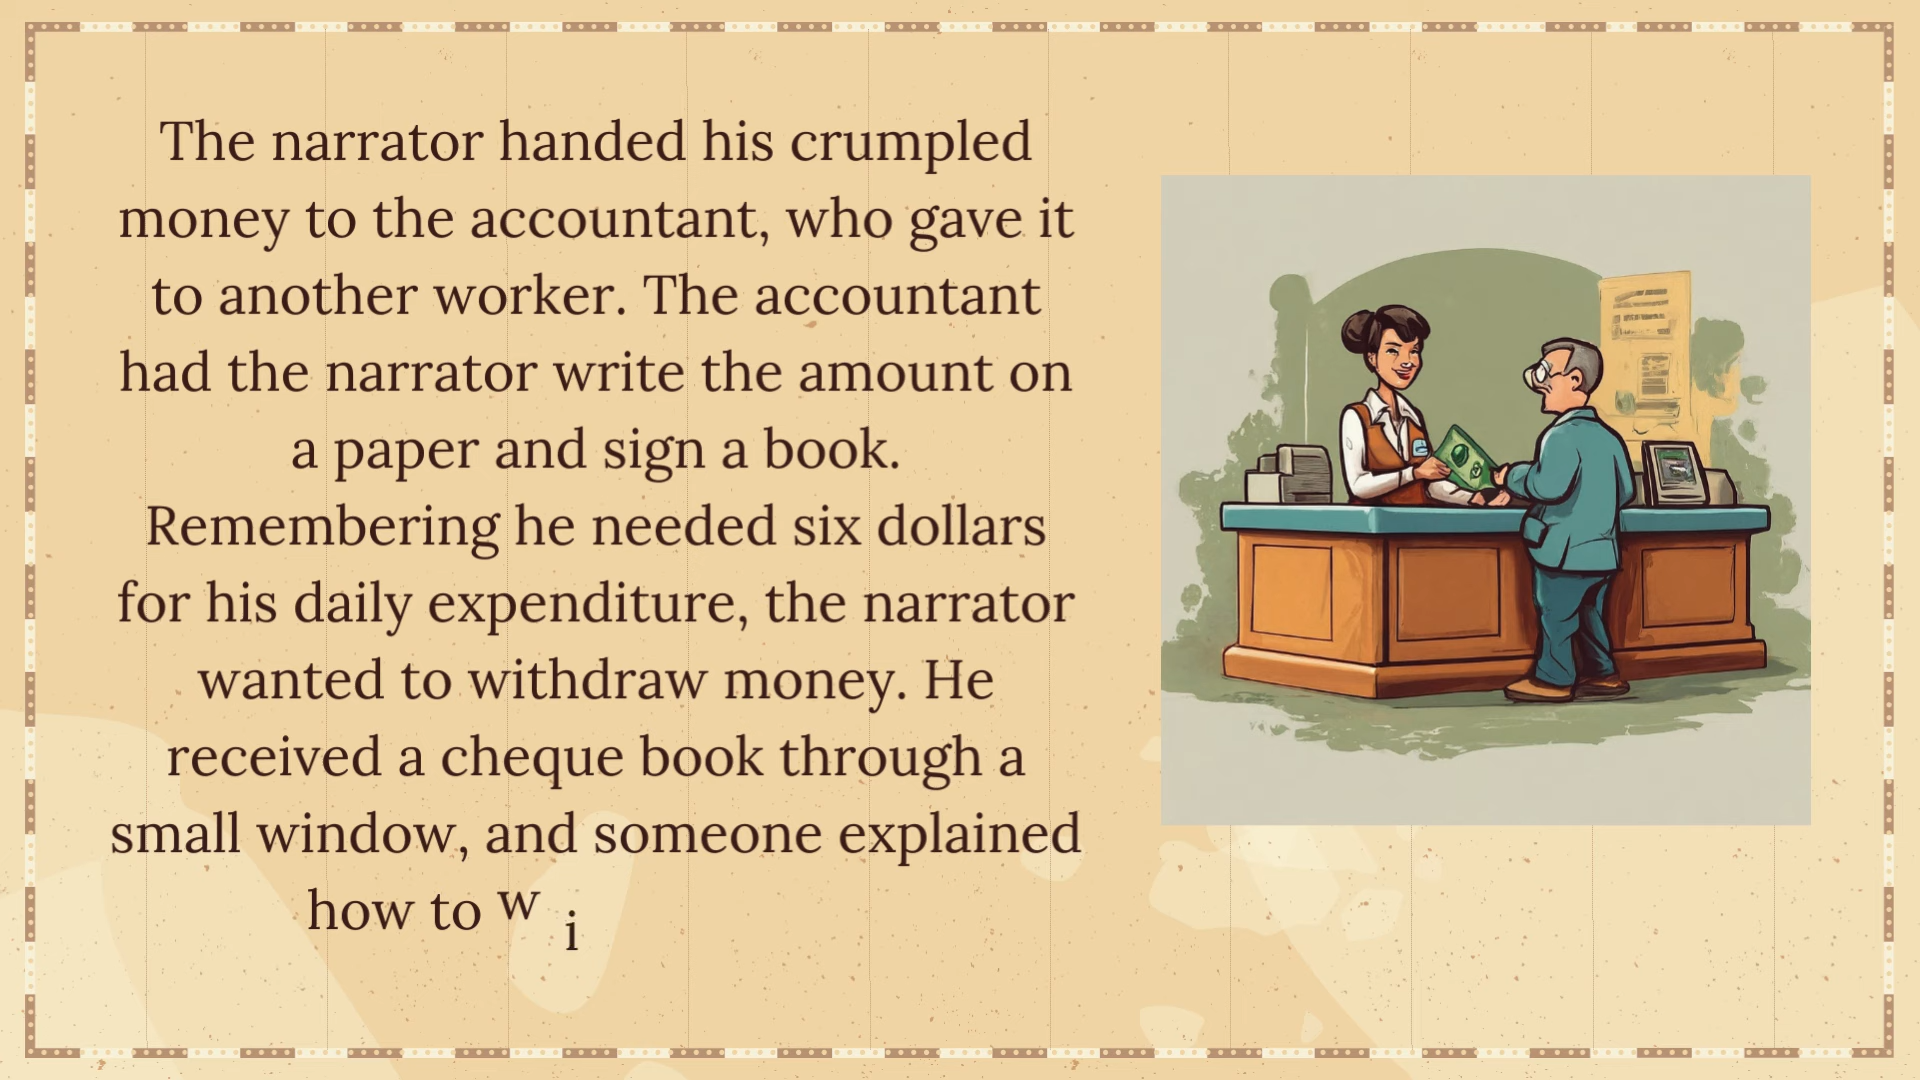 The narrator handed his crumpled
money to the accountant, who gave it
to another worker. The accountant
had the narrator write the amount on
a paper and sign a book.
Remembering he needed six dollars
for his daily expenditure, the narrator
wanted to withdraw money. He
received a cheque book through a
small window, and someone explained
how to w i